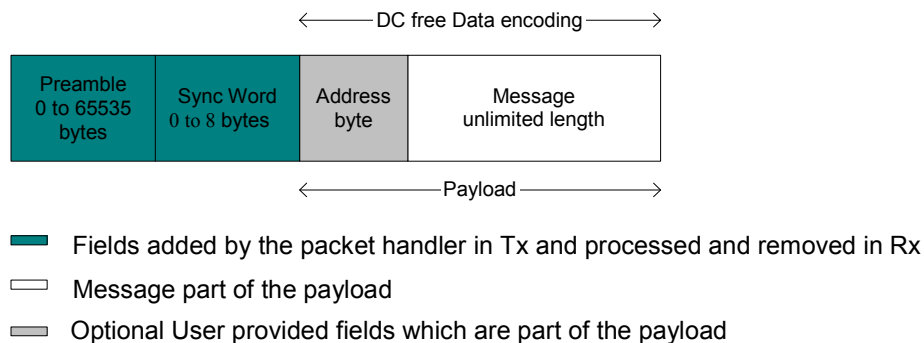 DC free Data encoding
Preamble
0 to 65535
bytes
Sync Word
0 to 8 bytes
Address
byte
Message
unlimited length
Payload
Fields added by the packet handler in Tx and processed and removed in Rx
Message part of the payload
Optional User provided fields which are part of the payload